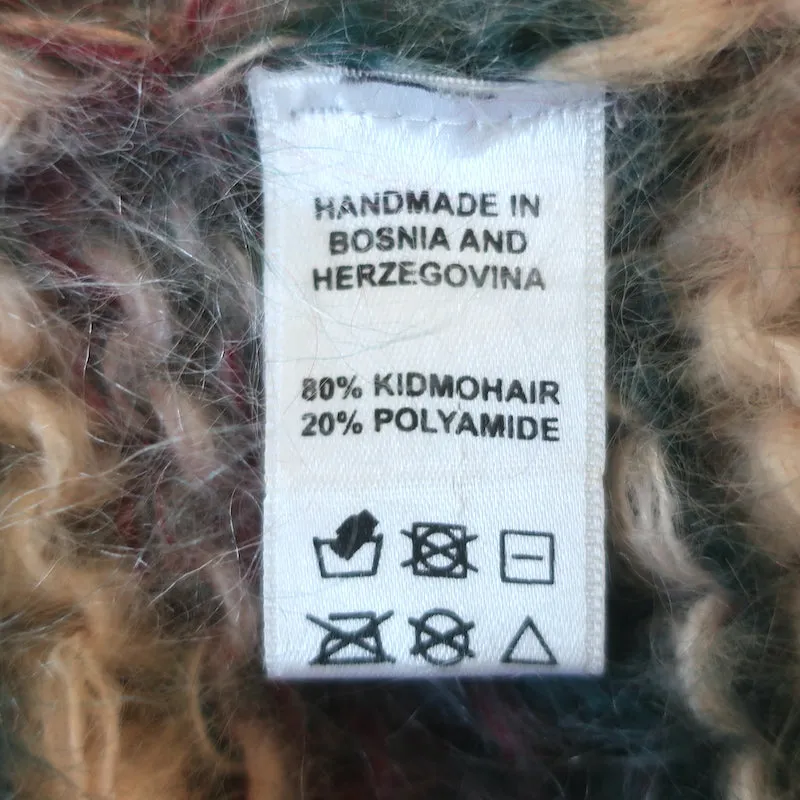 HANDMADE IN
BOSNIA AND
HERZEGOVINA
80% KIDMOHAIR
20% POLYAMIDE